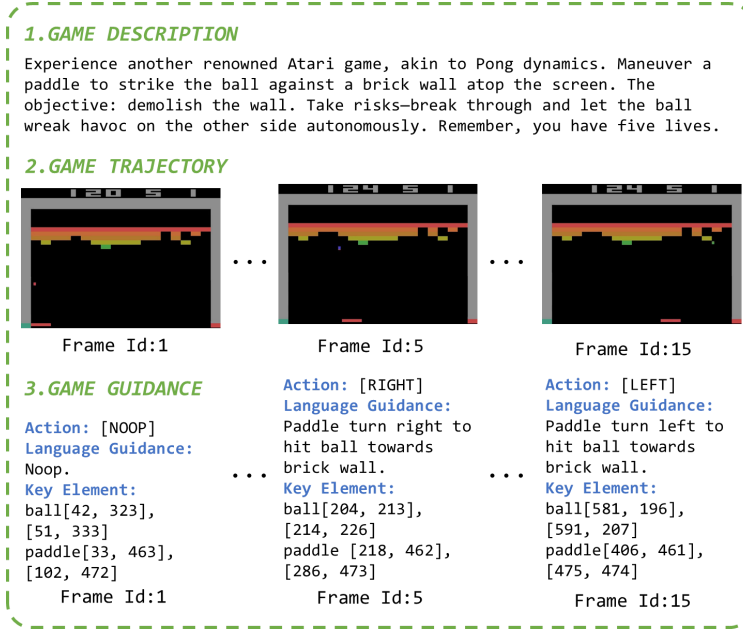 1.GAME DESCRIPTION
Experience another renowned Atari game, akin to Pong dynamics. Maneuver a
paddle to strike the ball against a brick wall atop the screen. The
objective: demolish the wall. Take risks—break through and let the ball
wreak havoc on the other side autonomously. Remember, you have five lives.
2.GAME TRAJECTORY
120 5 1
124 5 1
124 5 1
... ...
Frame Id:1
Frame Id:5
Frame Id:15
3.GAME GUIDANCE
Action: [NOOP]
Language Guidance:
Noop.
Key Element:
ball[42, 323],
[51, 333]
paddle[33, 463],
[102, 472]
Frame Id:1
...
Action: [RIGHT]
Language Guidance:
Paddle turn right to
hit ball towards
brick wall.
Key Element:
ball[204, 213],
[214, 226]
paddle [218, 462],
[286, 473]
Frame Id:5
...
Action: [LEFT]
Language Guidance:
Paddle turn left to
hit ball towards
brick wall.
Key Element:
ball[581, 196],
[591, 207]
paddle[406, 461],
[475, 474]
Frame Id:15